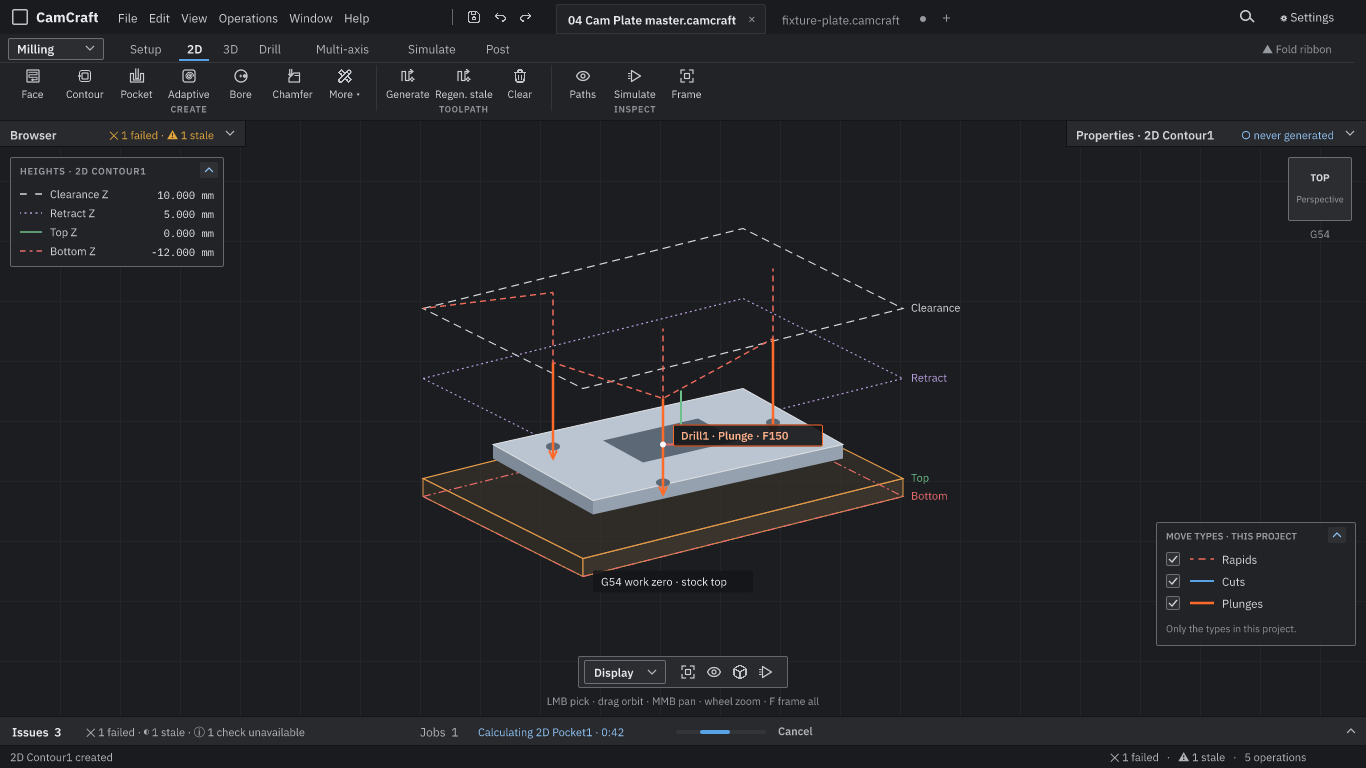 CamCraft File Edit View Operations Window Help 04 Cam Plate master.camcraft × fixture-plate.camcraft ● + Settings
Milling Setup 2D 3D Drill Multi-axis Simulate Post Fold ribbon
Face Contour Pocket Adaptive Bore Chamfer More Generate Regen. stale Clear Paths Simulate Frame
CREATE TOOLPATH INSPECT
Browser 1 failed · 1 stale
Properties · 2D Contour1 never generated
HEIGHTS · 2D CONTOUR1
Clearance Z 10.000 mm
Retract Z 5.000 mm
Top Z 0.000 mm
Bottom Z -12.000 mm
TOP
Perspective
G54
Clearance
Retract
Drill1 · Plunge · F150
Top
Bottom
G54 work zero · stock top
MOVE TYPES · THIS PROJECT
Rapids
Cuts
Plunges
Only the types in this project.
Display
LMB pick · drag orbit · MMB pan · wheel zoom · F frame all
Issues 3 1 failed · 1 stale · 1 check unavailable Jobs 1 Calculating 2D Pocket1 · 0:42 Cancel
2D Contour1 created 1 failed · 1 stale · 5 operations